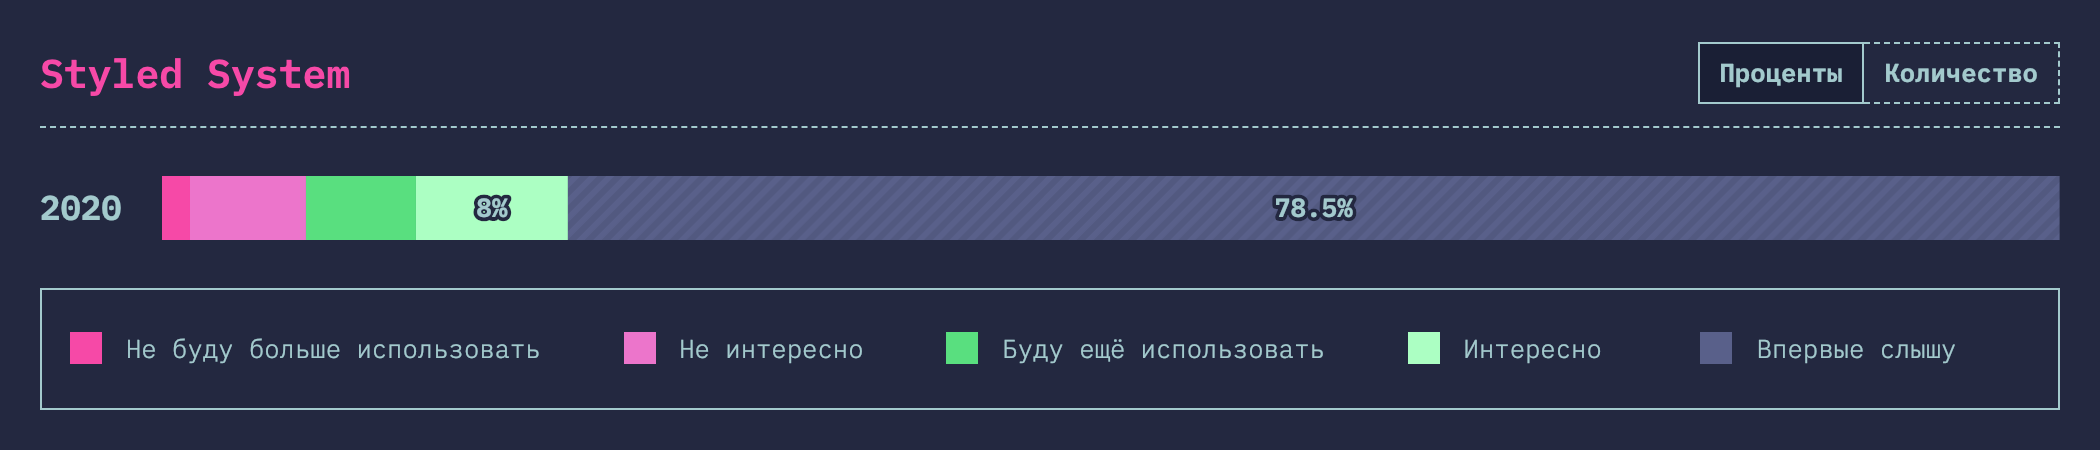 Styled System
Проценты Количество
2020 8% 78.5%
Не буду больше использовать Не интересно Буду ещё использовать Интересно Впервые слышу